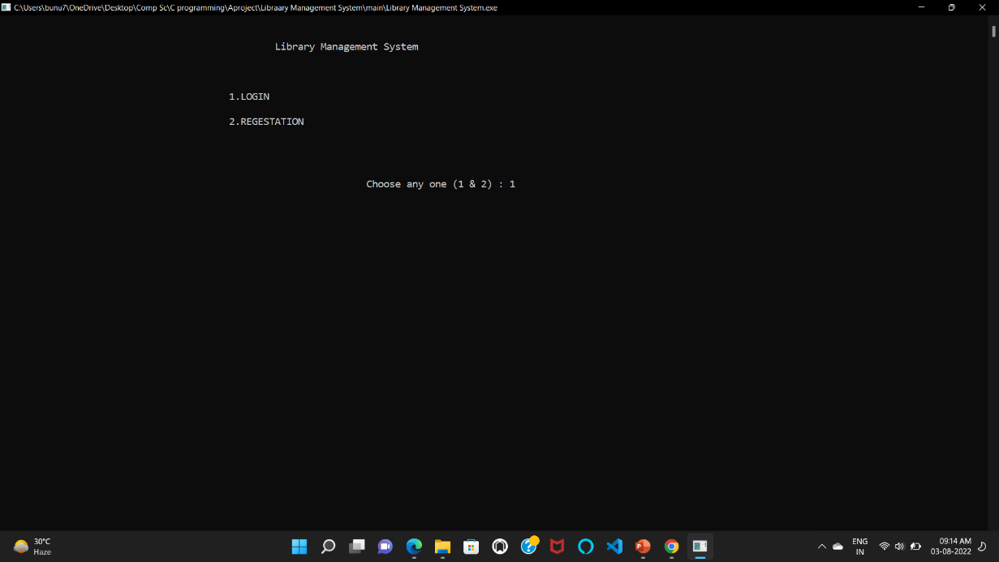 C:\Users\bunu7\OneDrive\Desktop\Comp Sc\C programming\Aproject\Libraary Management System\main\Library Management System.exe
Library Management System
1.LOGIN
2.REGESTATION
Choose any one (1 & 2) : 1
30°C
Haze
ENG
IN
09:14 AM
03-08-2022